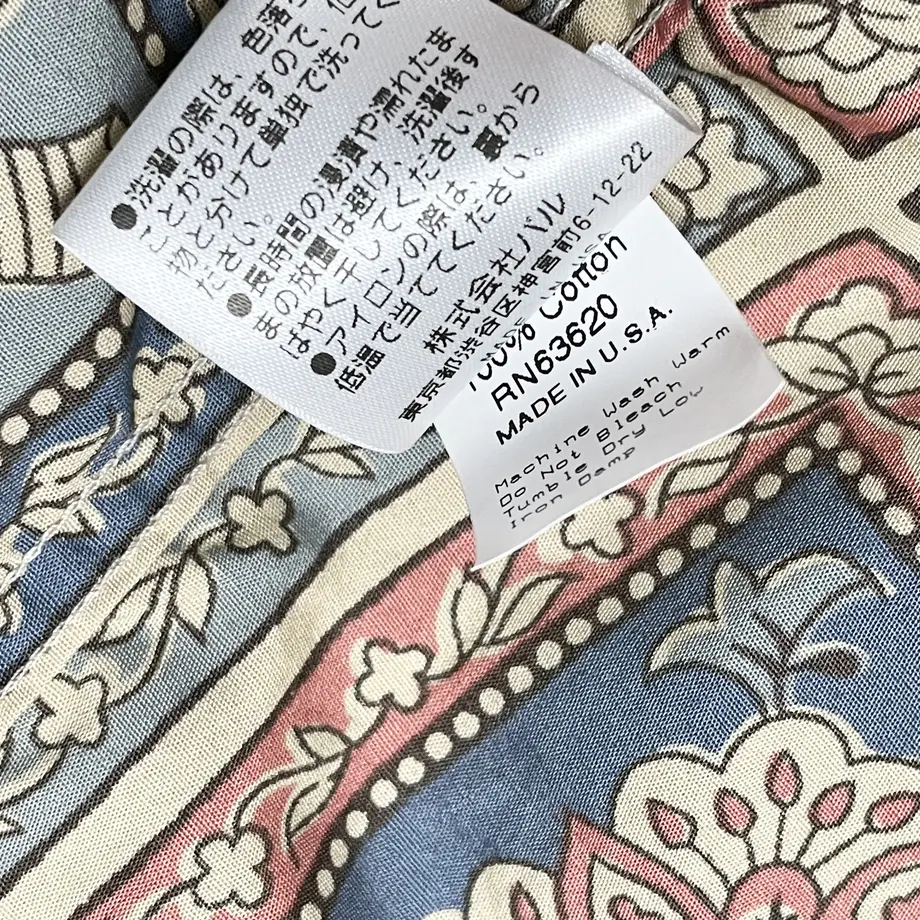 ●洗濯の際は、色落
ことがありますので、他
物と分けて単独で洗ってく
ださい。
●長時間の浸漬や濡れたま
まの放置は避け、洗濯後す
ばやく干してください。
●アイロンの際は、裏から
低温で当ててください。
株式会社バル
東京都渋谷区神宮前6-12-22
100% Cotton
RN63620
MADE IN U.S.A.
Machine Wash Warm
Do Not Bleach
Tumble Dry Low
Iron Damp